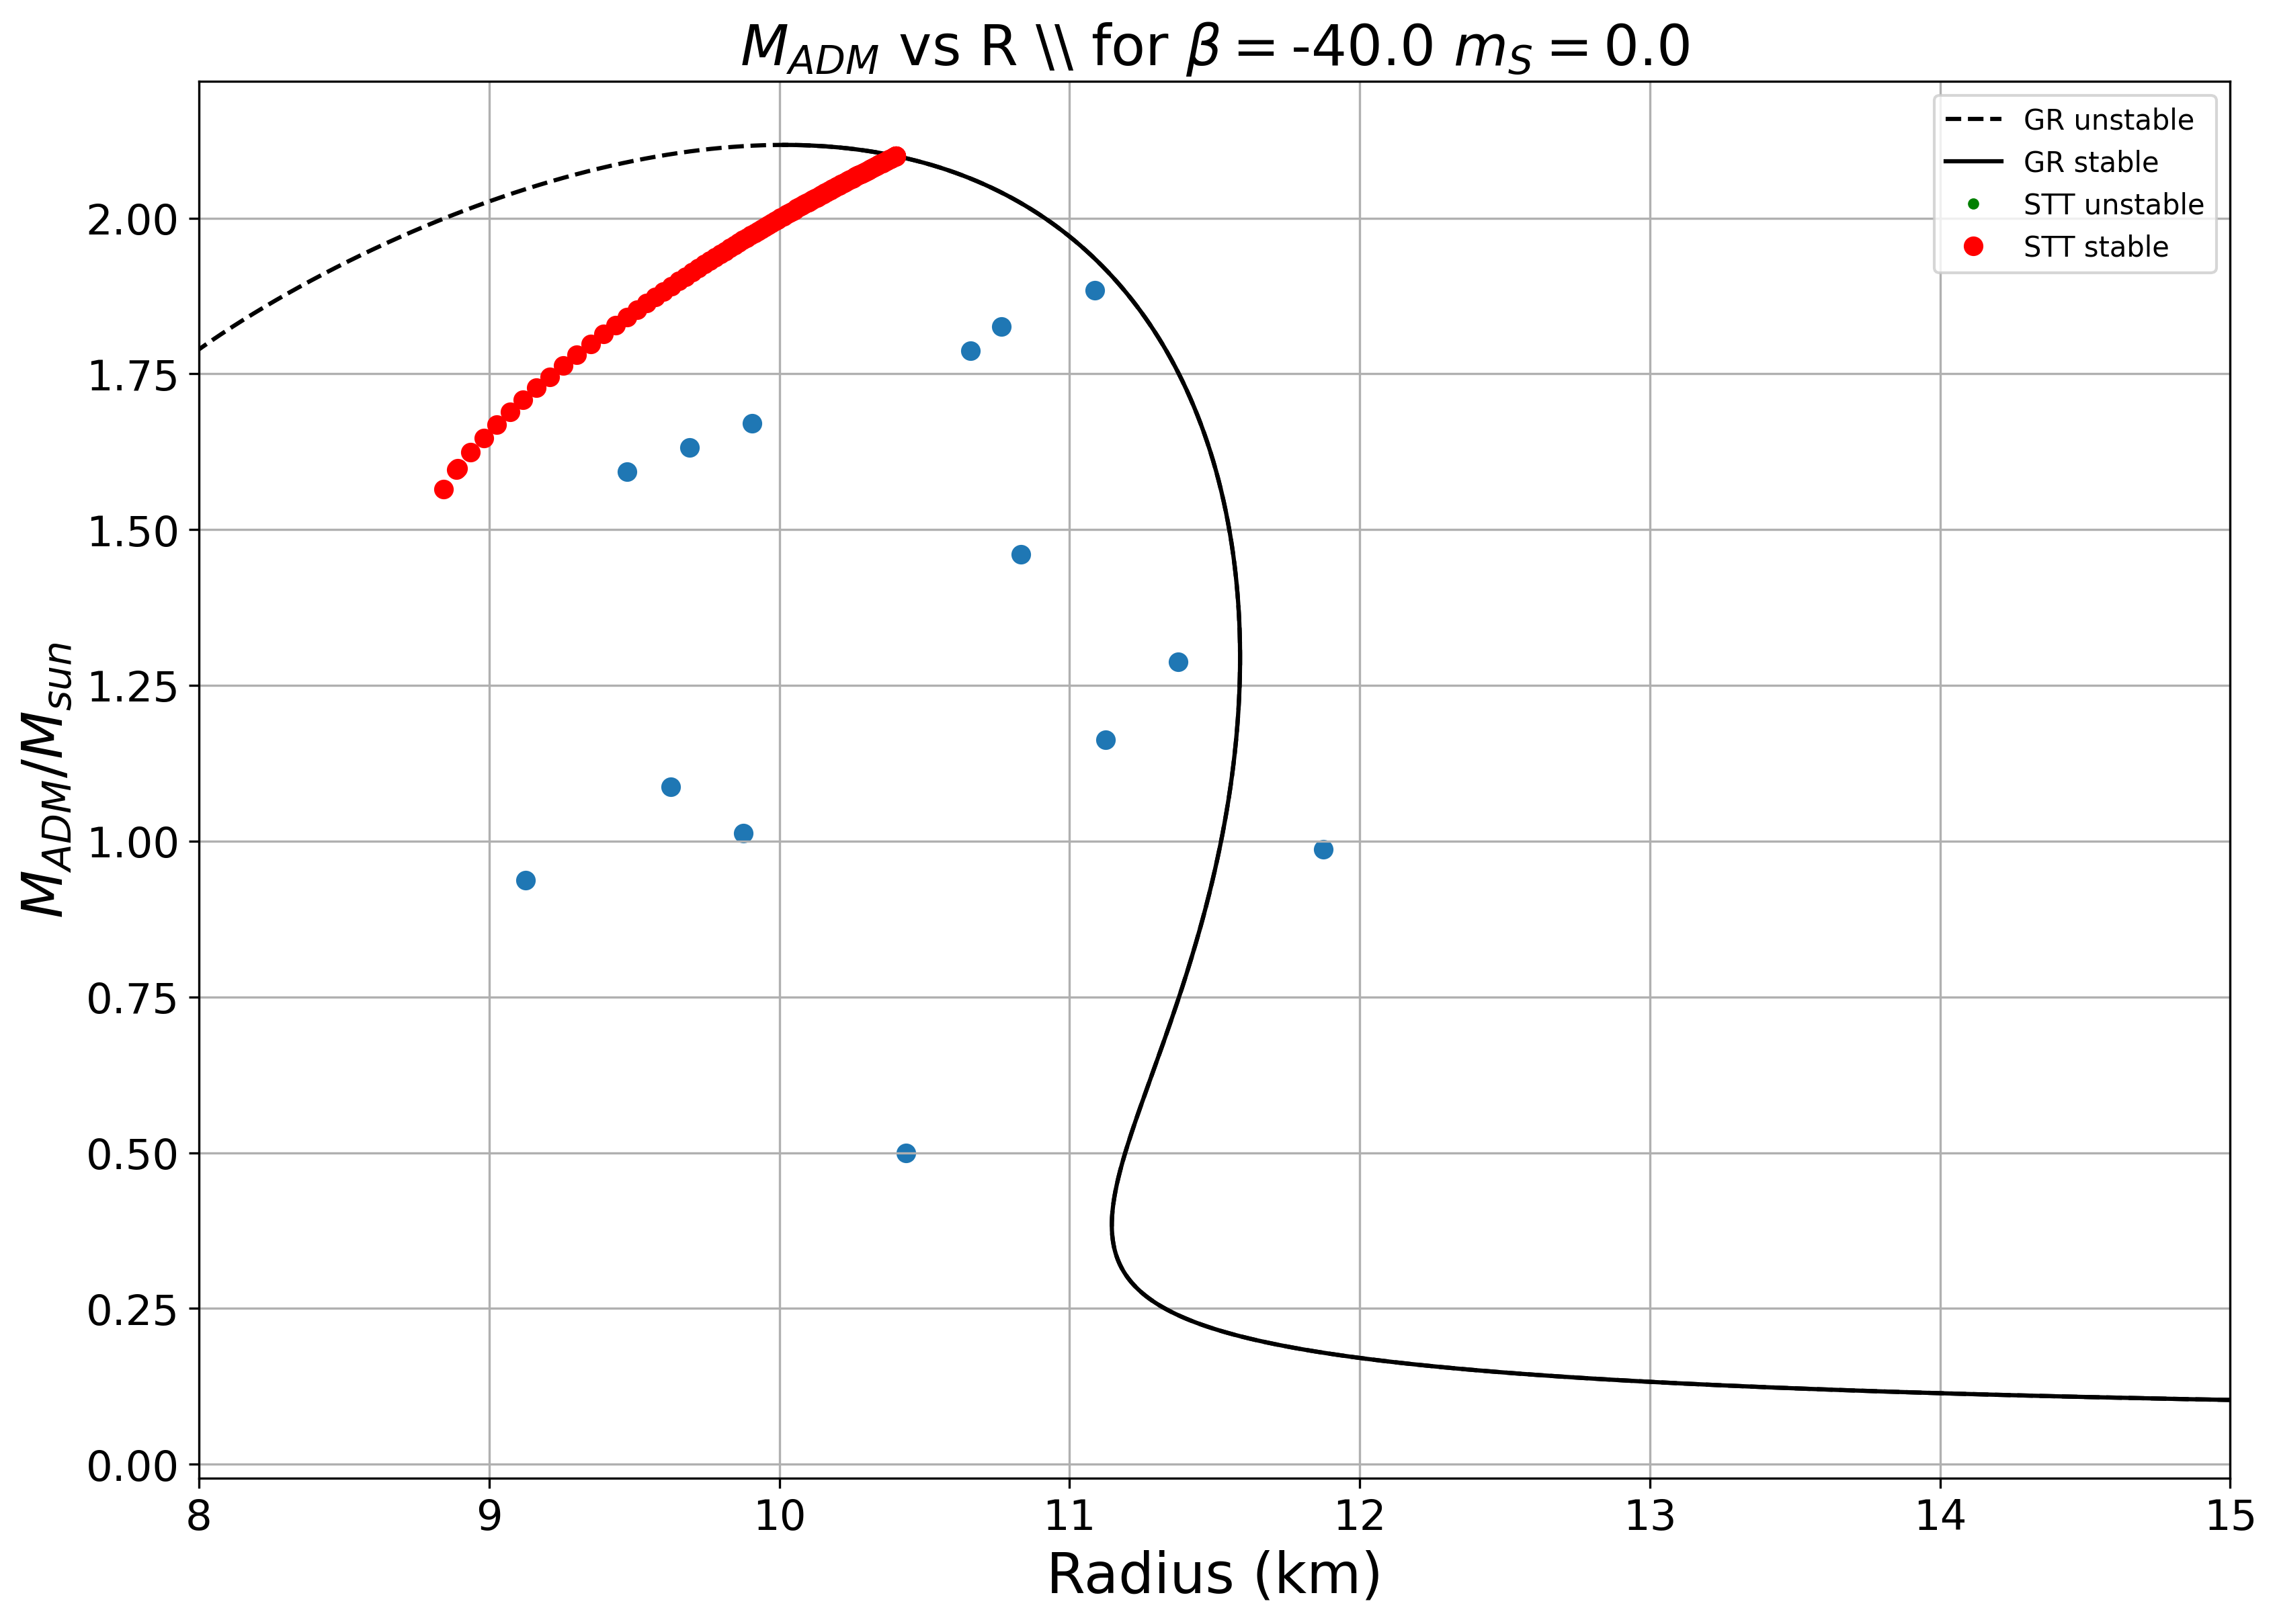 M_ADM vs R \\ for β = -40.0 m_S = 0.0
GR unstable
GR stable
STT unstable
STT stable
M_ADM/M_sun
2.00
1.75
1.50
1.25
1.00
0.75
0.50
0.25
0.00
8 9 10 11 12 13 14 15
Radius (km)